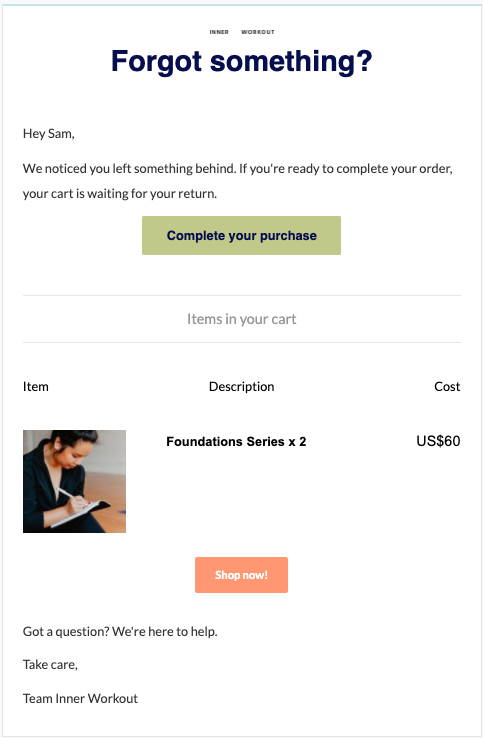 INNER WORKOUT
Forgot something?
Hey Sam,
We noticed you left something behind. If you're ready to complete your order,
your cart is waiting for your return.
Complete your purchase
Items in your cart
Item Description Cost
Foundations Series x 2 US$60
Shop now!
Got a question? We're here to help.
Take care,
Team Inner Workout